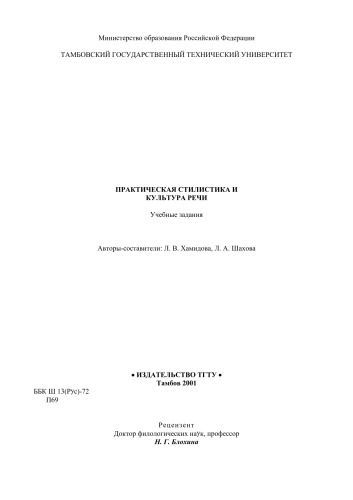 Министерство образования Российской Федерации
ТАМБОВСКИЙ ГОСУДАРСТВЕННЫЙ ТЕХНИЧЕСКИЙ УНИВЕРСИТЕТ
ПРАКТИЧЕСКАЯ СТИЛИСТИКА И
КУЛЬТУРА РЕЧИ
Учебные задания
Авторы-составители: Л. В. Хамидова, Л. А. Шахова
• ИЗДАТЕЛЬСТВО ТГТУ •
Тамбов 2001
ББК Ш 13(Рус)-72
П69
Рецензент
Доктор филологических наук, профессор
Н. Г. Блохина